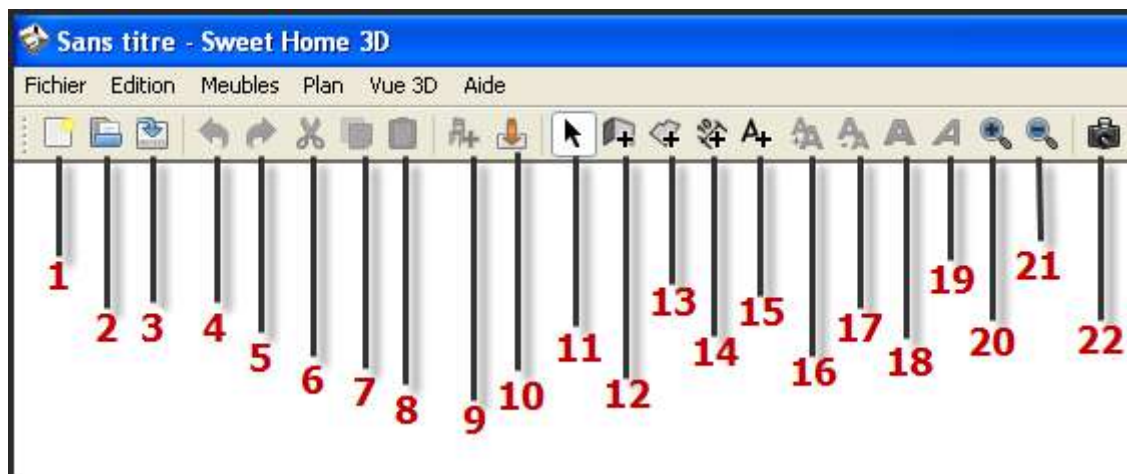 Sans titre - Sweet Home 3D
Fichier Edition Meubles Plan Vue 3D Aide
1 2 3 4 5 6 7 8 9 10 11 12 13 14 15 16 17 18 19 20 21 22